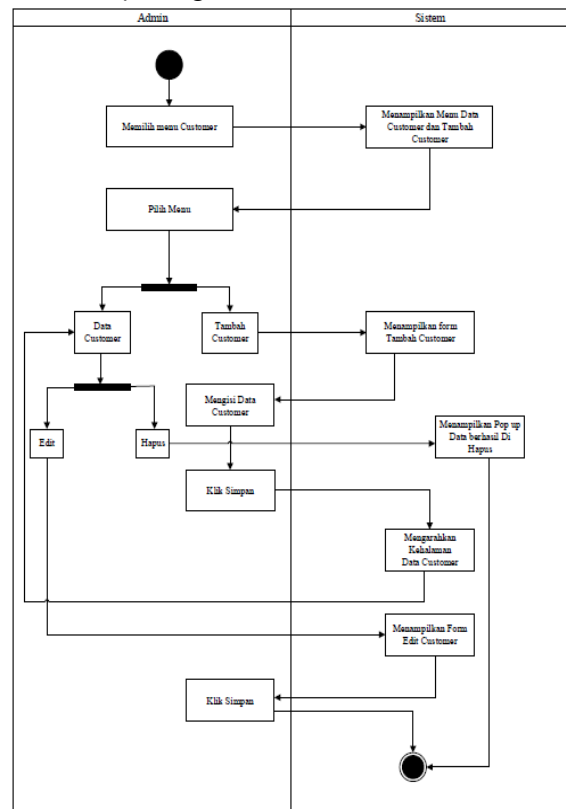 Admin
Sistem
Memilih menu Customer
Menampilkan Menu Data
Customer dan Tambah
Customer
Pilih Menu
Data
Customer
Tambah
Customer
Menampilkan form
Tambah Customer
Mengisi Data
Customer
Edit
Hapus
Menampilkan Pop up
Data berhasil Di
Hapus
Klik Simpan
Mengarahkan
Kehalaman
Data Customer
Menampilkan Form
Edit Customer
Klik Simpan